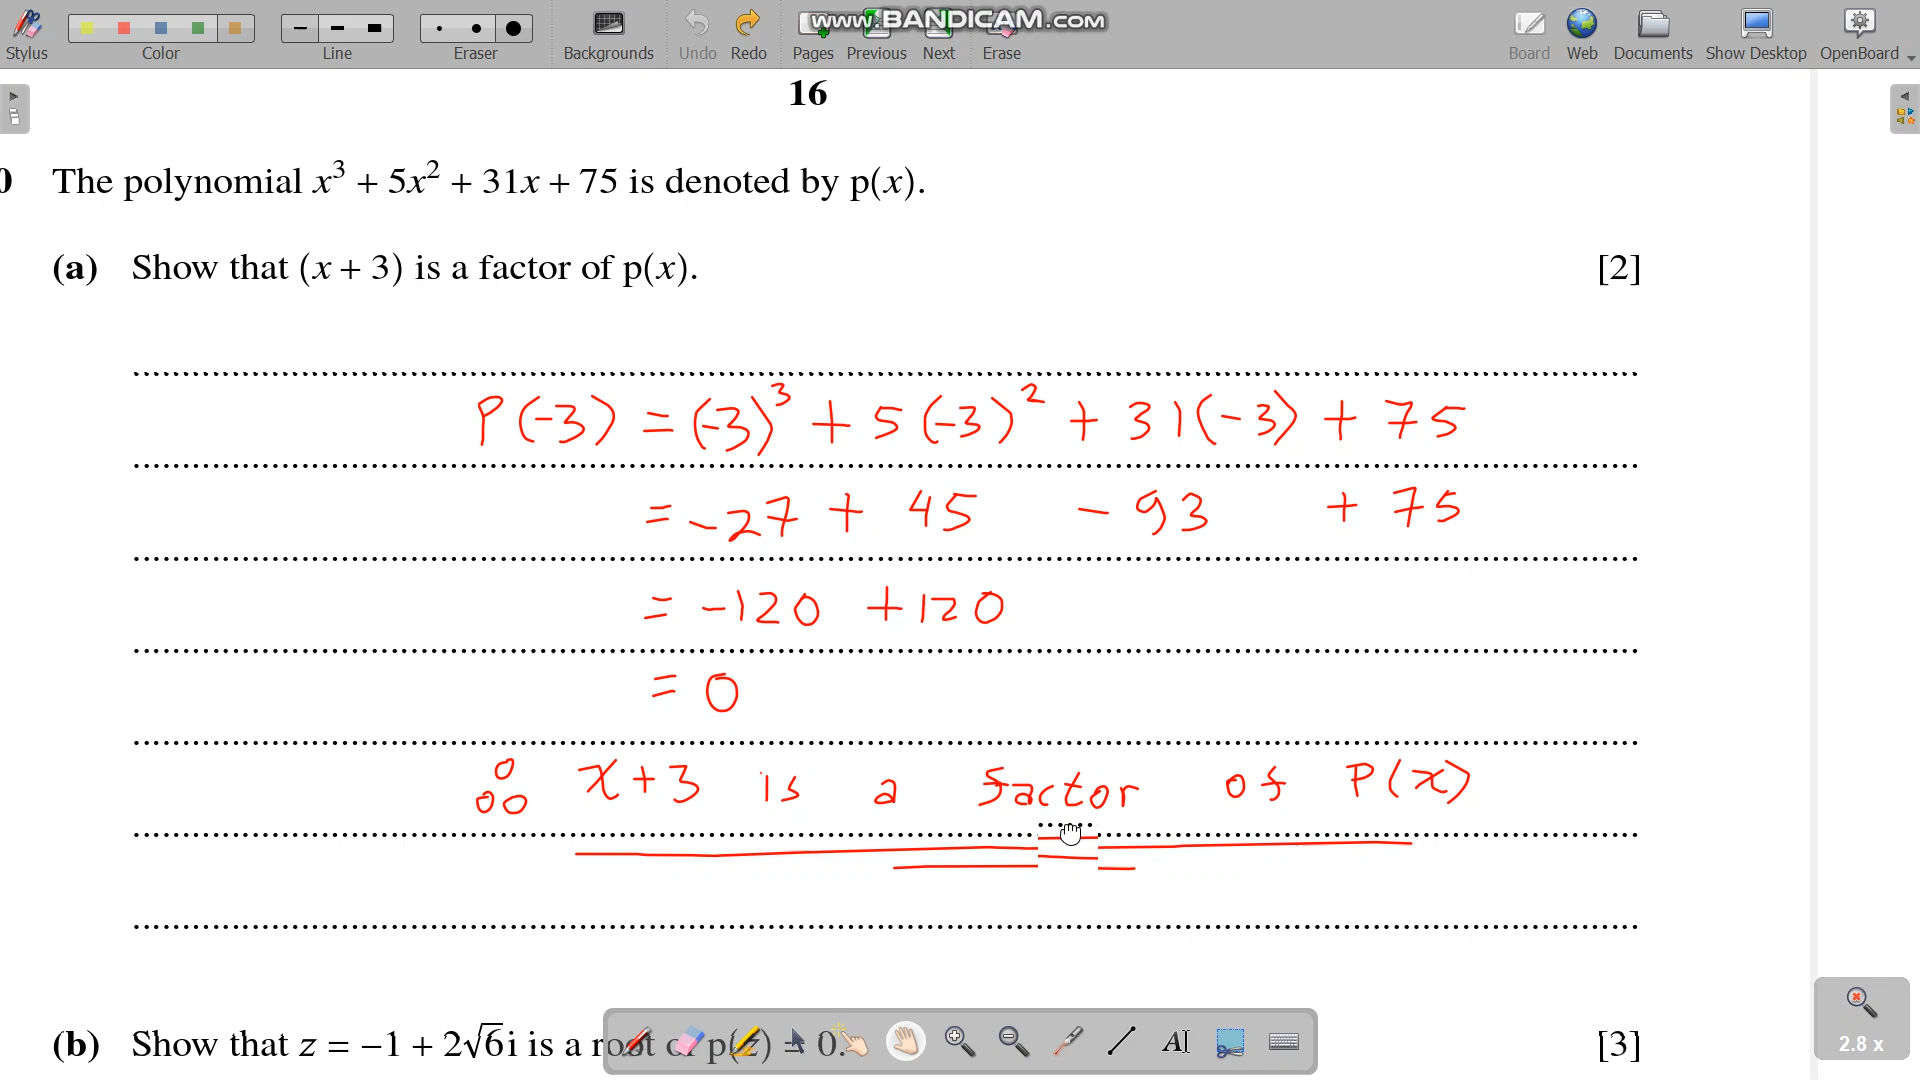 Stylus Color Line Eraser Backgrounds Undo Redo Pages Previous Next Erase Board Web Documents Show Desktop OpenBoard
www.BANDICAM.com
16
0 The polynomial x³ + 5x² + 31x + 75 is denoted by p(x).
(a) Show that (x + 3) is a factor of p(x). [2]
P(-3) = (-3)³ + 5(-3)² + 31(-3) + 75
= -27 + 45 - 93 + 75
= -120 + 120
= 0
x+3 is a factor of P(x)
(b) Show that z = −1 + 2√6i is a root of p(z) = 0. [3]
2.8 x